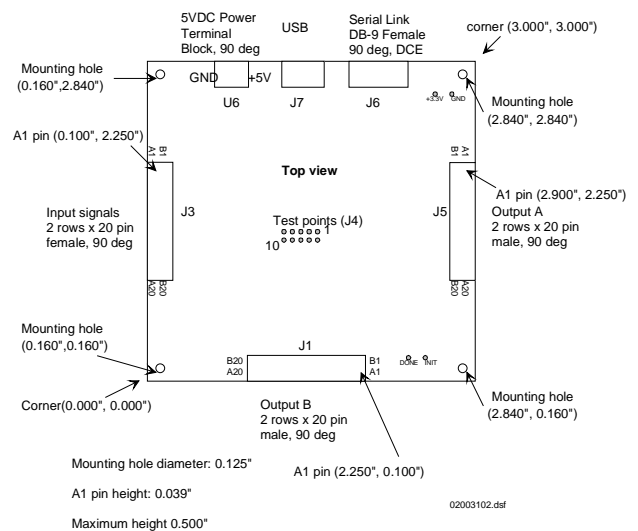 5VDC Power
Terminal
Block, 90 deg
USB
Serial Link
DB-9 Female
90 deg, DCE
corner (3.000", 3.000")
Mounting hole
(0.160",2.840")
GND
+5V
U6
J7
J6
+3.3V
GND
Mounting hole
(2.840", 2.840")
A1 pin (0.100", 2.250")
A1
B1
B1
A1
Top view
A1 pin (2.900", 2.250")
Input signals
2 rows x 20 pin
female, 90 deg
J3
Test points (J4)
1
10
J5
Output A
2 rows x 20 pin
male, 90 deg
A20
B20
B20
A20
Mounting hole
(0.160",0.160")
J1
B20
A20
B1
A1
DONE
INIT
Corner(0.000", 0.000")
Mounting hole
(2.840", 0.160")
Output B
2 rows x 20 pin
male, 90 deg
A1 pin (2.250", 0.100")
Mounting hole diameter: 0.125"
A1 pin height: 0.039"
Maximum height 0.500"
02003102.dsf